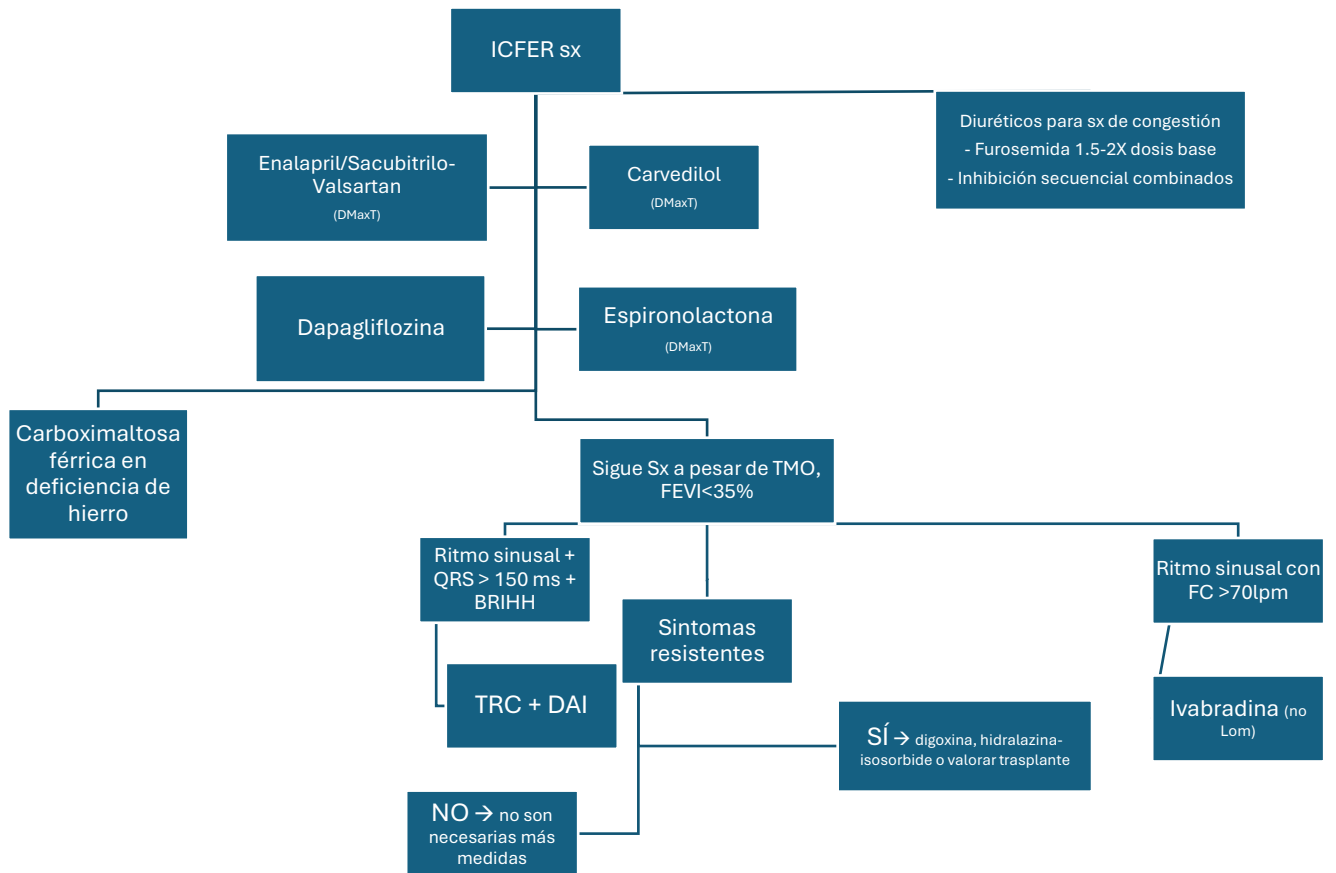 ICFER sx
Diuréticos para sx de congestión
- Furosemida 1.5-2X dosis base
- Inhibición secuencial combinados
Enalapril/Sacubitrilo-
Valsartan
(DMaxT)
Carvedilol
(DMaxT)
Dapagliflozina
Espironolactona
(DMaxT)
Carboximaltosa
férrica en
deficiencia de
hierro
Sigue Sx a pesar de TMO,
FEVI<35%
Ritmo sinusal +
QRS > 150 ms +
BRIHH
TRC + DAI
Sintomas
resistentes
SÍ → digoxina, hidralazina-
isosorbide o valorar trasplante
NO → no son
necesarias más
medidas
Ritmo sinusal con
FC >70lpm
Ivabradina (no
Lom)